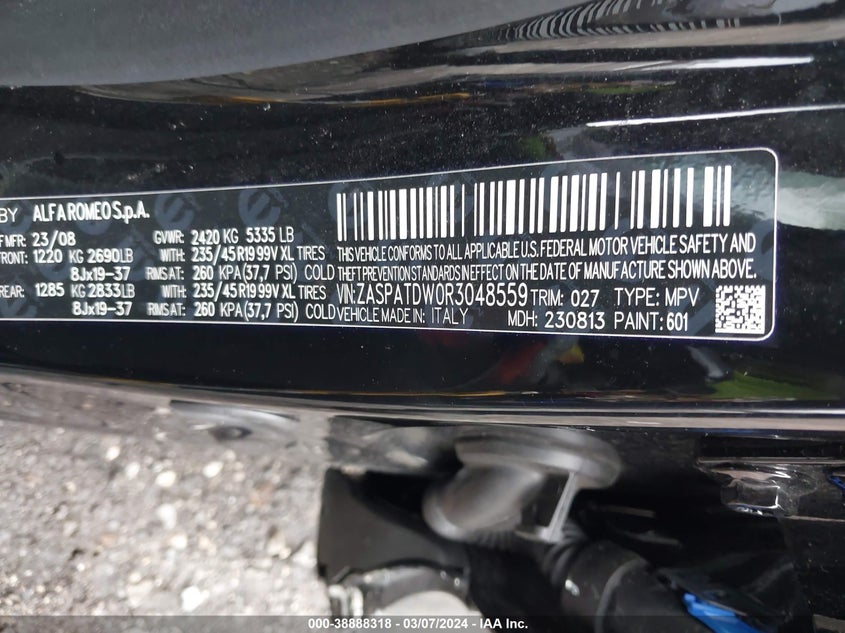 BY ALFA ROMEO S.p.A.
F MFR: 23/08 GVWR: 2420 KG 5335 LB
FRONT: 1220 KG 2690LB WITH: 235/45R19 99V XL TIRES
8Jx19-37 RMS AT: 260 KPA(37,7 PSI) COLD
REAR: 1285 KG 2833LB WITH: 235/45R19 99V XL TIRES
8Jx19-37 RMS AT: 260 KPA(37,7 PSI) COLD
THIS VEHICLE CONFORMS TO ALL APPLICABLE U.S. FEDERAL MOTOR VEHICLE SAFETY, BUMPER, AND
THEFT PREVENTION STANDARDS IN EFFECT ON THE DATE OF MANUFACTURE SHOWN ABOVE.
VIN: ZASPATDW0R3048559 TRIM: 027 TYPE: MPV
VEHICLE MADE IN: ITALY MDH: 230813 PAINT: 601
000-38888318 - 03/07/2024 - IAA Inc.